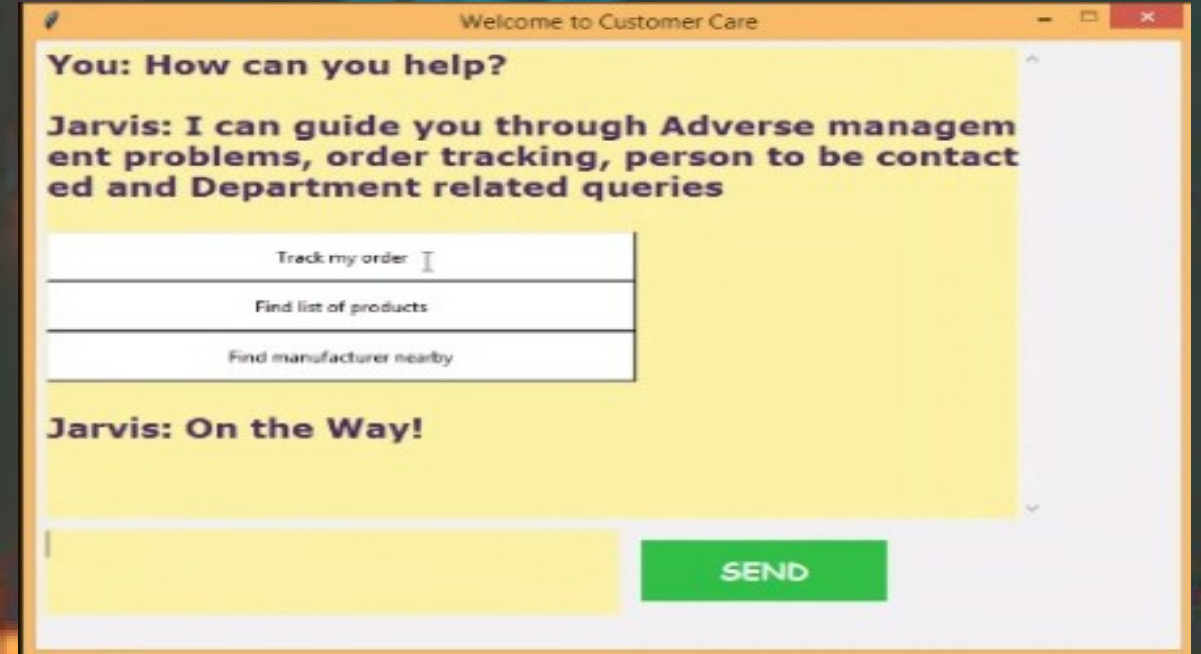 Welcome to Customer Care
You: How can you help?
Jarvis: I can guide you through Adverse managem
ent problems, order tracking, person to be contact
ed and Department related queries
Track my order
Find list of products
Find manufacturer nearby
Jarvis: On the Way!
SEND